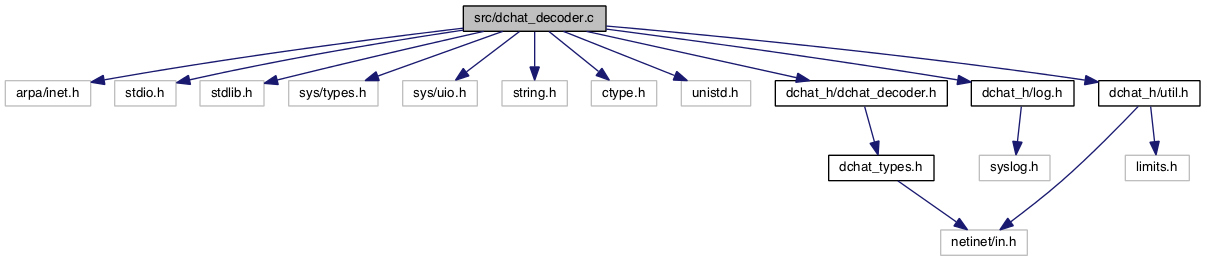 src/dchat_decoder.c
arpa/inet.h
stdio.h
stdlib.h
sys/types.h
sys/uio.h
string.h
ctype.h
unistd.h
dchat_h/dchat_decoder.h
dchat_h/log.h
dchat_h/util.h
dchat_types.h
syslog.h
limits.h
netinet/in.h